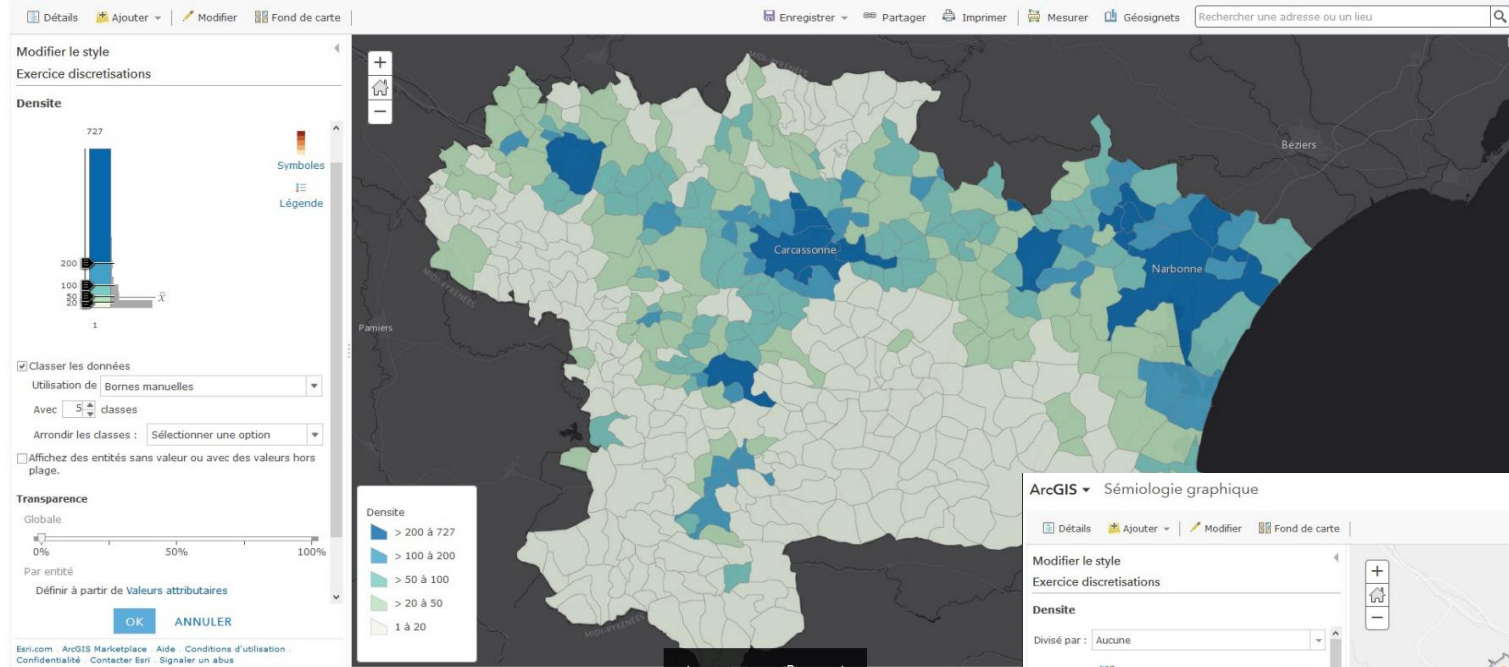 Détails Ajouter Modifier Fond de carte Enregistrer Partager Imprimer Mesurer Géosignets Rechercher une adresse ou un lieu
Modifier le style
Exercice discretisations
Densite
727
Symboles
Légende
200
100
50
20
x̄
1
Classer les données
Utilisation de Bornes manuelles
Avec 5 classes
Arrondir les classes : Sélectionner une option
Affichez des entités sans valeur ou avec des valeurs hors
plage.
Transparence
Globale
0% 50% 100%
Par entité
Définir à partir de Valeurs attributaires
OK ANNULER
Esri.com . ArcGIS Marketplace . Aide . Conditions d'utilisation .
Confidentialité . Contacter Esri . Signaler un abus
MIDI-PYRÉNÉES
Béziers
Carcassonne
Narbonne
MIDI-PYRÉNÉES
Pamiers
MIDI-PYRÉNÉES
Densite
> 200 à 727
> 100 à 200
> 50 à 100
> 20 à 50
1 à 20
ArcGIS Sémiologie graphique
Détails Ajouter Modifier Fond de carte
Modifier le style
Exercice discretisations
Densite
Divisé par : Aucune